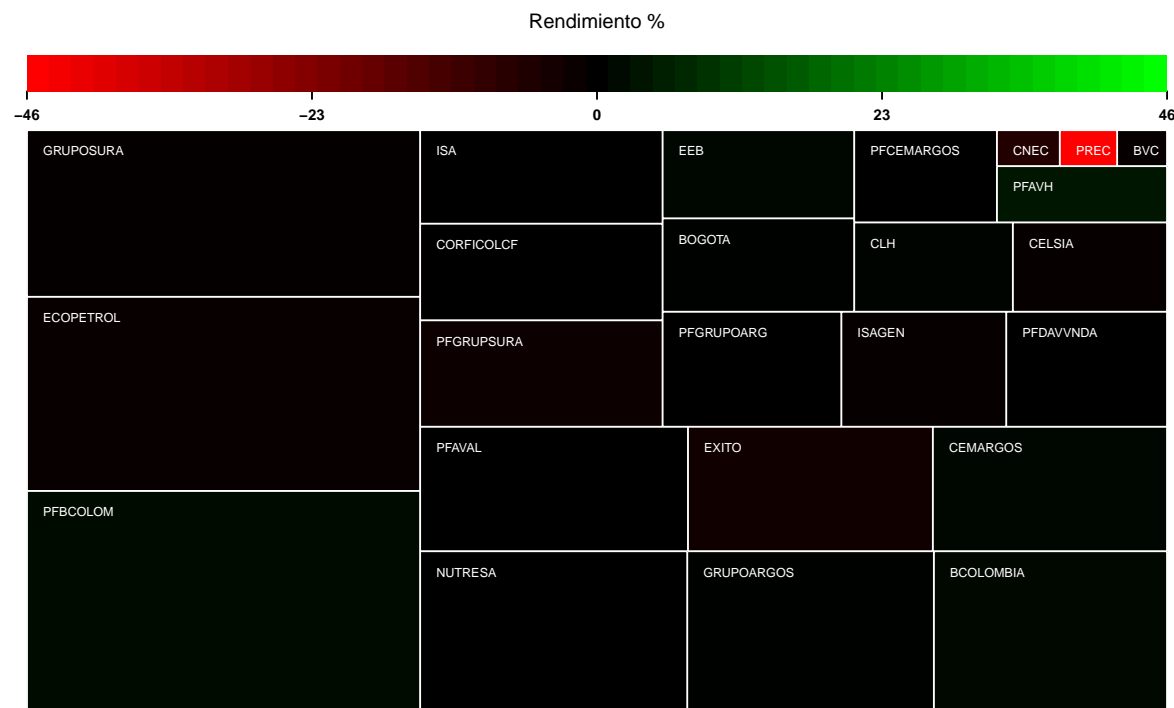 Rendimiento %
−46 −23 0 23 46
GRUPOSURA
ISA
EEB
PFCEMARGOS
CNEC
PREC
BVC
PFAVH
CORFICOLCF
BOGOTA
CLH
CELSIA
ECOPETROL
PFGRUPSURA
PFGRUPOARG
ISAGEN
PFDAVVNDA
PFAVAL
EXITO
CEMARGOS
PFBCOLOM
NUTRESA
GRUPOARGOS
BCOLOMBIA